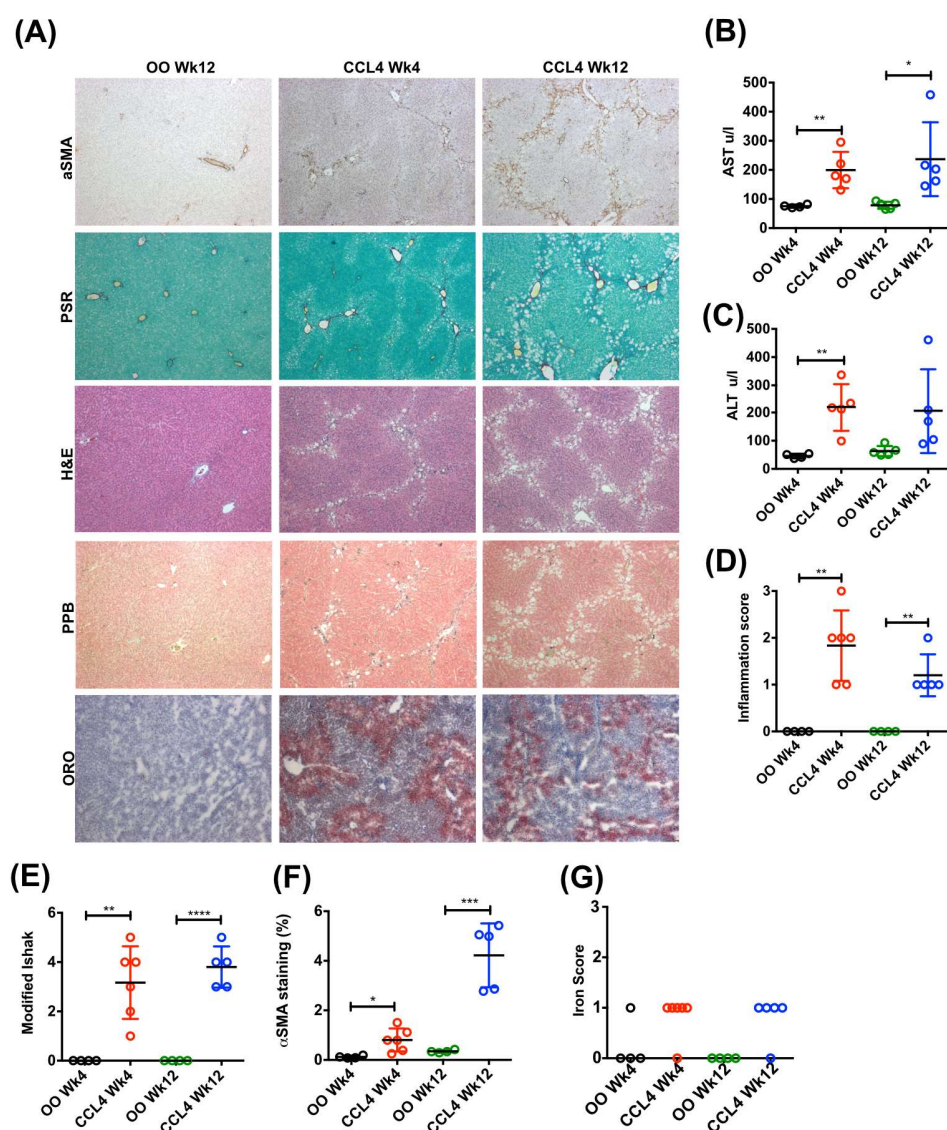 (A)
OO Wk12 CCL4 Wk4 CCL4 Wk12
aSMA
PSR
H&E
PPB
ORO
(B)
AST u/l
500
400
300
200
100
0
** *
OO Wk4 CCL4 Wk4 OO Wk12 CCL4 Wk12
(C)
ALT u/l
500
400
300
200
100
0
**
OO Wk4 CCL4 Wk4 OO Wk12 CCL4 Wk12
(D)
Inflammation score
3
2
1
0
** **
OO Wk4 CCL4 Wk4 OO Wk12 CCL4 Wk12
(E)
Modified Ishak
6
4
2
0
** ****
OO Wk4 CCL4 Wk4 OO Wk12 CCL4 Wk12
(F)
αSMA staining (%)
6
4
2
0
* ***
OO Wk4 CCL4 Wk4 OO Wk12 CCL4 Wk12
(G)
Iron Score
3
2
1
0
OO Wk4 CCL4 Wk4 OO Wk12 CCL4 Wk12